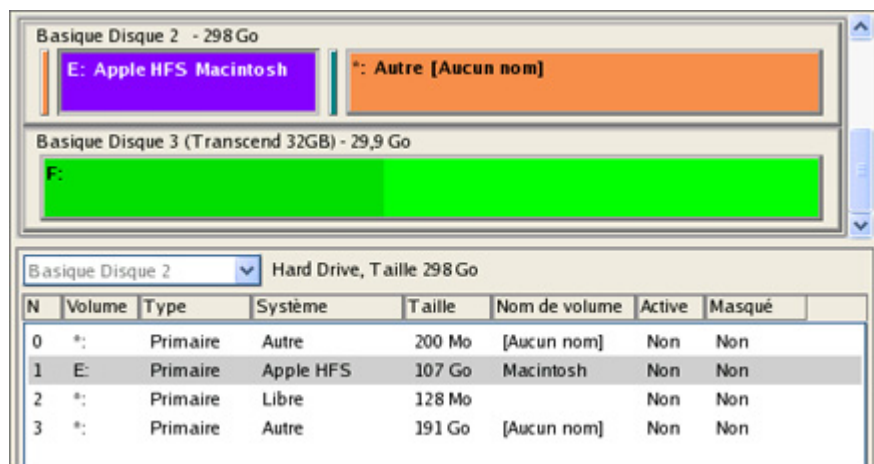 Basique Disque 2 - 298 Go
E: Apple HFS Macintosh
*: Autre [Aucun nom]
Basique Disque 3 (Transcend 32GB) - 29,9 Go
F:
Basique Disque 2 Hard Drive, Taille 298 Go
N Volume Type Système Taille Nom de volume Active Masqué
0 *: Primaire Autre 200 Mo [Aucun nom] Non Non
1 E: Primaire Apple HFS 107 Go Macintosh Non Non
2 *: Primaire Libre 128 Mo Non Non
3 *: Primaire Autre 191 Go [Aucun nom] Non Non